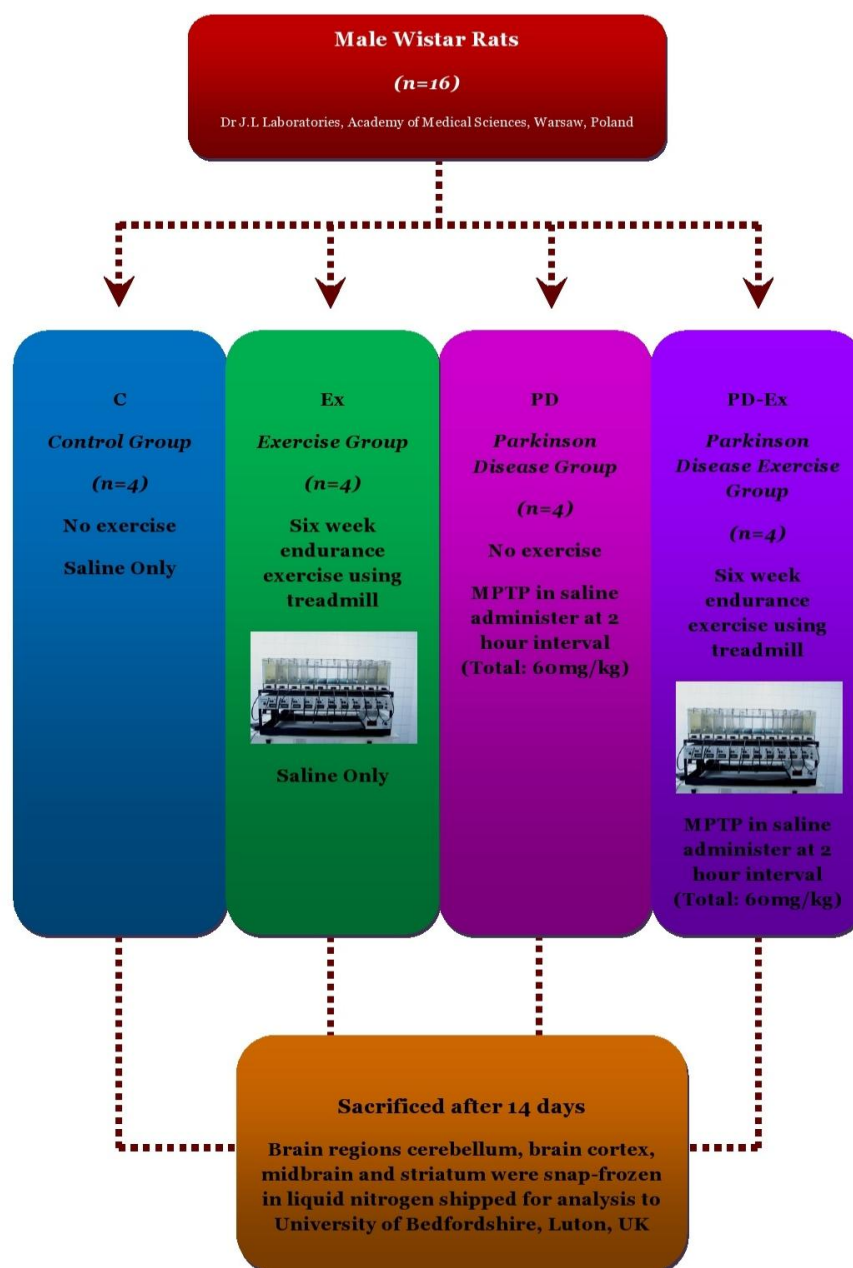 Male Wistar Rats
(n=16)
Dr J.L Laboratories, Academy of Medical Sciences, Warsaw, Poland
C
Control Group
(n=4)
No exercise
Saline Only
Ex
Exercise Group
(n=4)
Six week
endurance
exercise using
treadmill
Saline Only
PD
Parkinson
Disease Group
(n=4)
No exercise
MPTP in saline
administer at 2
hour interval
(Total: 60mg/kg)
PD-Ex
Parkinson
Disease Exercise
Group
(n=4)
Six week
endurance
exercise using
treadmill
MPTP in saline
administer at 2
hour interval
(Total: 60mg/kg)
Sacrificed after 14 days
Brain regions cerebellum, brain cortex,
midbrain and striatum were snap-frozen
in liquid nitrogen shipped for analysis to
University of Bedfordshire, Luton, UK